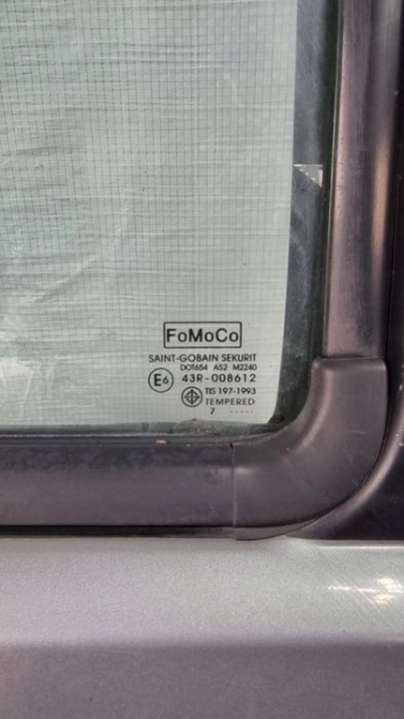 FoMoCo
SAINT-GOBAIN SEKURIT
DOT654 AS2 M2240
E6 43R-008612
TIS 197-1993
TEMPERED
7 .....